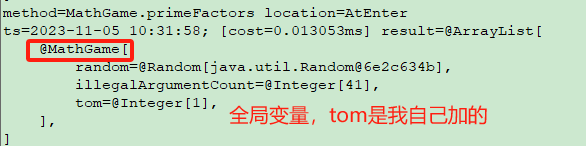 method=MathGame.primeFactors location=AtEnter
ts=2023-11-05 10:31:58; [cost=0.013053ms] result=@ArrayList[
@MathGame[
random=@Random[java.util.Random@6e2c634b],
illegalArgumentCount=@Integer[41],
tom=@Integer[1],
], 全局变量，tom是我自己加的
]